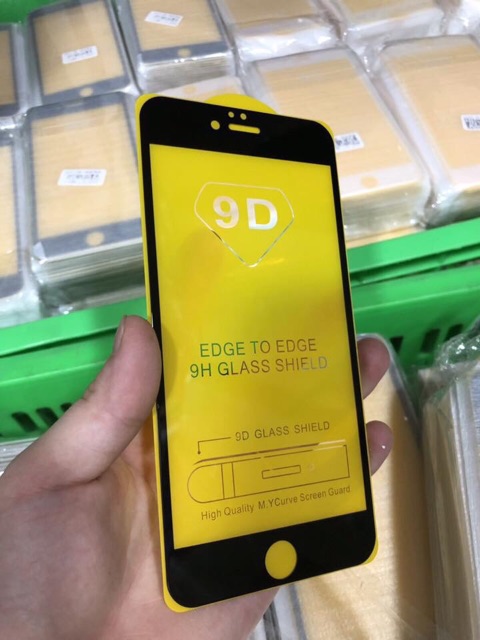 9D
EDGE TO EDGE
9H GLASS SHIELD
9D GLASS SHIELD
High Quality M.YCurve Screen Guard